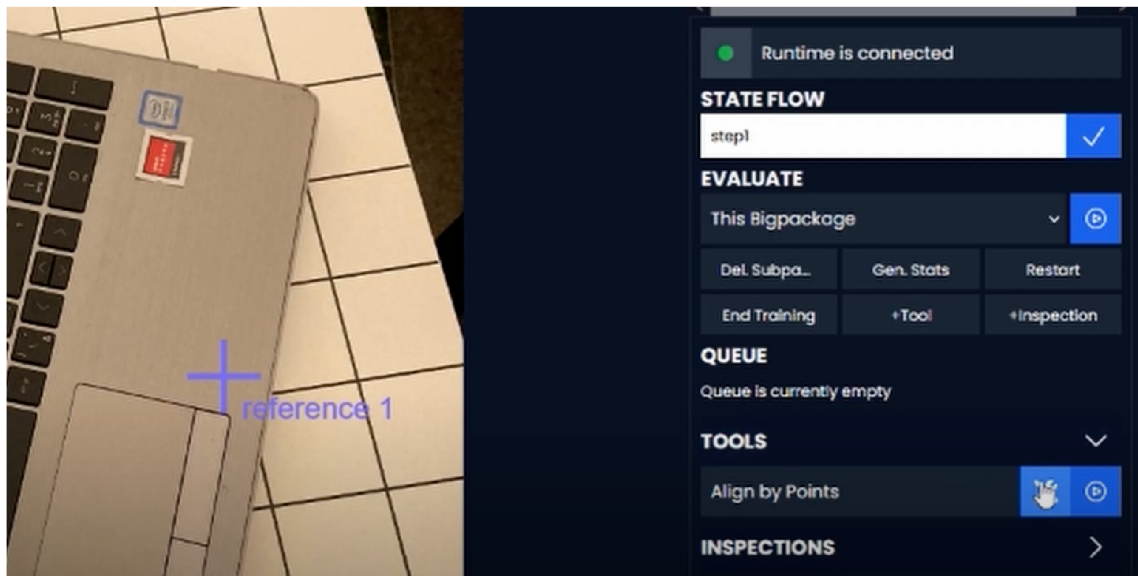 Runtime is connected
STATE FLOW
step1
EVALUATE
This Bigpackage
Del. Subpa...
Gen. Stats
Restart
End Training
+Tool
+Inspection
QUEUE
Queue is currently empty
TOOLS
Align by Points
INSPECTIONS
reference 1